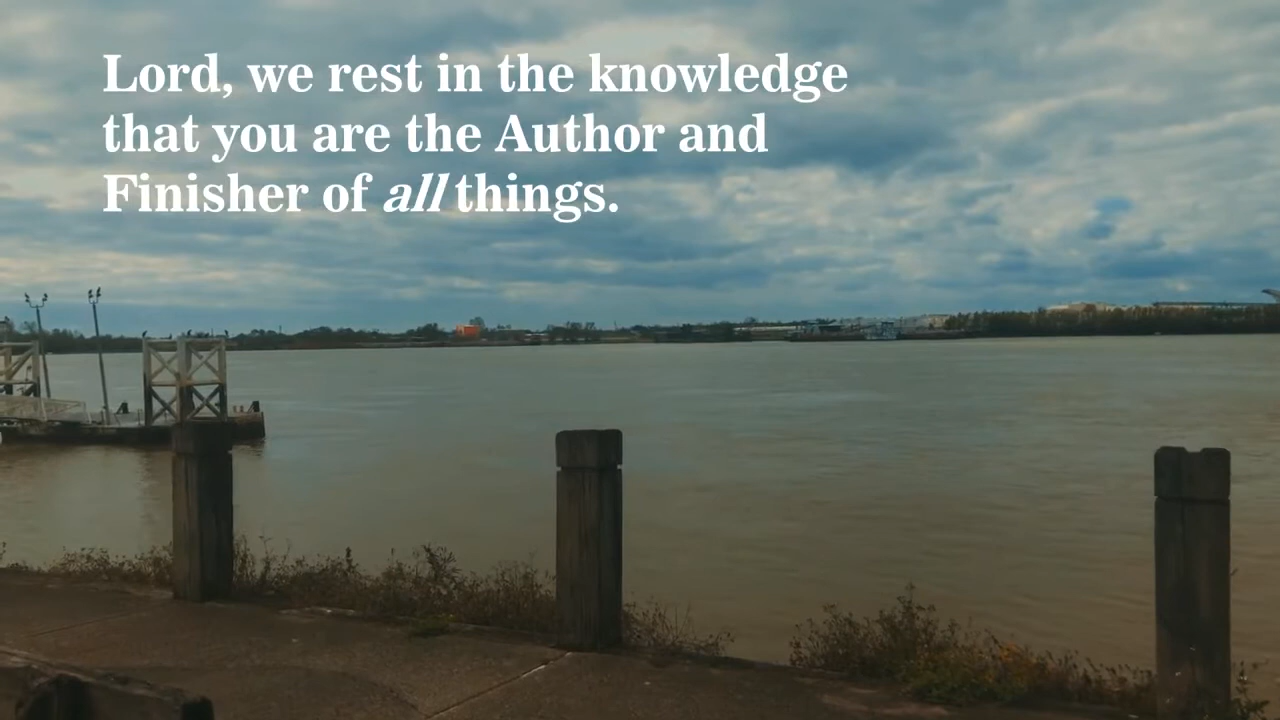 Lord, we rest in the knowledge
that you are the Author and
Finisher of all things.